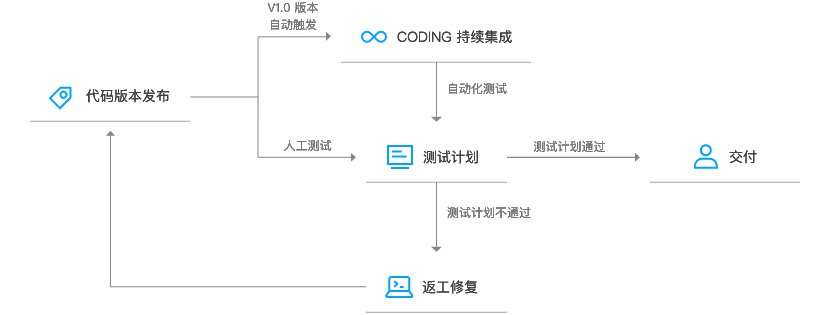 V1.0 版本
自动触发
CODING 持续集成
代码版本发布
自动化测试
人工测试
测试计划
测试计划通过
交付
测试计划不通过
返工修复